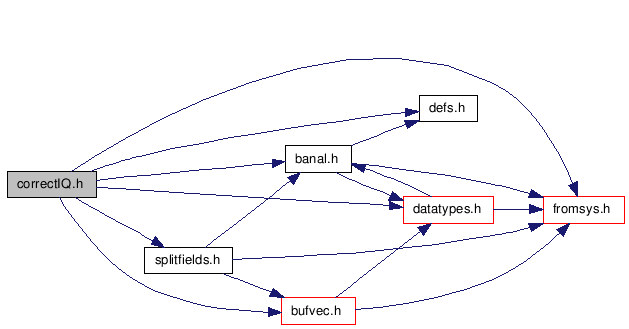 defs.h
banal.h
correctIQ.h
datatypes.h
fromsys.h
splitfields.h
bufvec.h